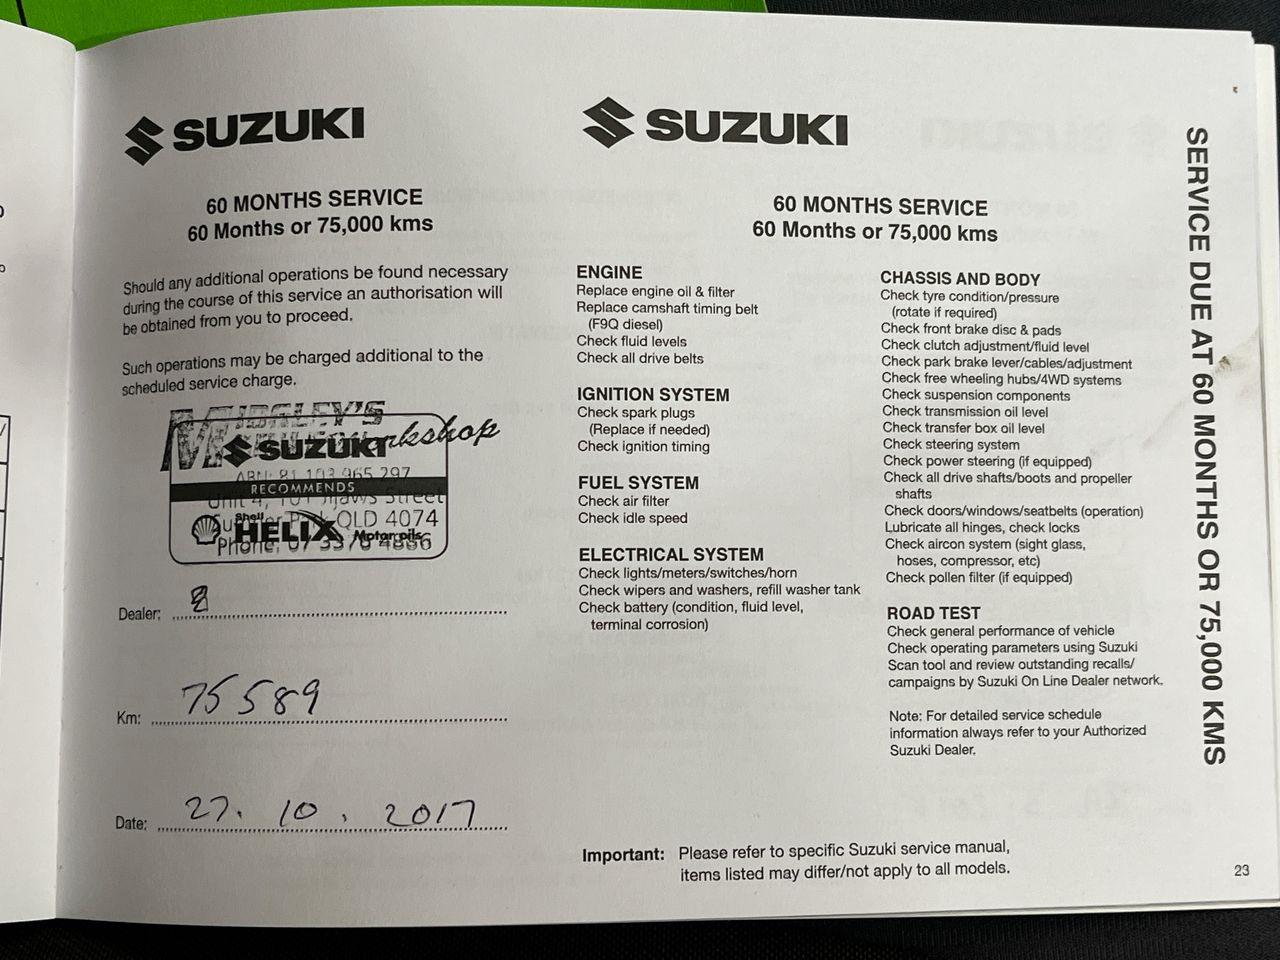 SUZUKI
60 MONTHS SERVICE
60 Months or 75,000 kms
Should any additional operations be found necessary
during the course of this service an authorisation will
be obtained from you to proceed.
Such operations may be charged additional to the
scheduled service charge.
SUZUKI
Workshop
ABN: 81 103 965 297
RECOMMENDS
Street
QLD 4074
Shell
HELIX Motor oils
Phone:
Dealer:
Km: 75589
Date: 27. 10. 2017
SUZUKI
60 MONTHS SERVICE
60 Months or 75,000 kms
ENGINE
Replace engine oil & filter
Replace camshaft timing belt
(F9Q diesel)
Check fluid levels
Check all drive belts
IGNITION SYSTEM
Check spark plugs
(Replace if needed)
Check ignition timing
FUEL SYSTEM
Check air filter
Check idle speed
ELECTRICAL SYSTEM
Check lights/meters/switches/horn
Check wipers and washers, refill washer tank
Check battery (condition, fluid level,
terminal corrosion)
CHASSIS AND BODY
Check tyre condition/pressure
(rotate if required)
Check front brake disc & pads
Check clutch adjustment/fluid level
Check park brake lever/cables/adjustment
Check free wheeling hubs/4WD systems
Check suspension components
Check transmission oil level
Check transfer box oil level
Check steering system
Check power steering (if equipped)
Check all drive shafts/boots and propeller
shafts
Check doors/windows/seatbelts (operation)
Lubricate all hinges, check locks
Check aircon system (sight glass,
hoses, compressor, etc)
Check pollen filter (if equipped)
ROAD TEST
Check general performance of vehicle
Check operating parameters using Suzuki
Scan tool and review outstanding recalls/
campaigns by Suzuki On Line Dealer network.
Note: For detailed service schedule
information always refer to your Authorized
Suzuki Dealer.
Important: Please refer to specific Suzuki service manual,
items listed may differ/not apply to all models.
SERVICE DUE AT 60 MONTHS OR 75,000 KMS
23